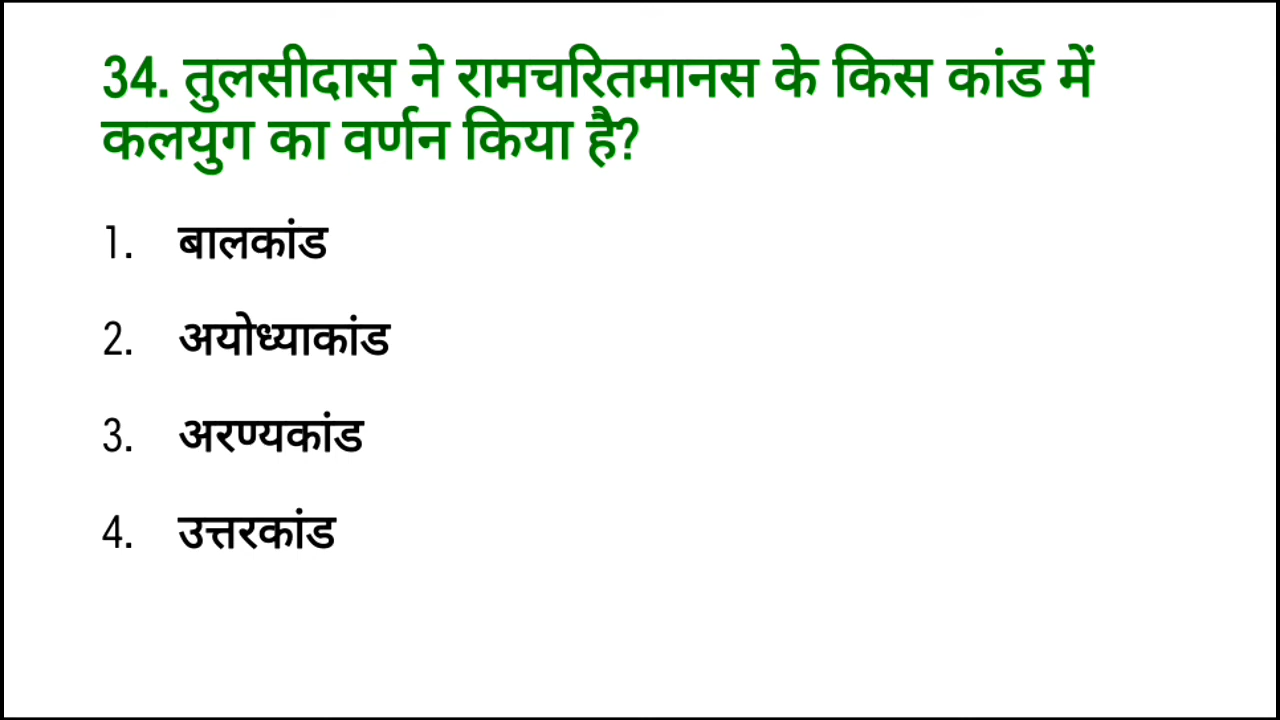 34. तुलसीदास ने रामचरितमानस के किस कांड में
कलयुग का वर्णन किया है?
1. बालकांड
2. अयोध्याकांड
3. अरण्यकांड
4. उत्तरकांड